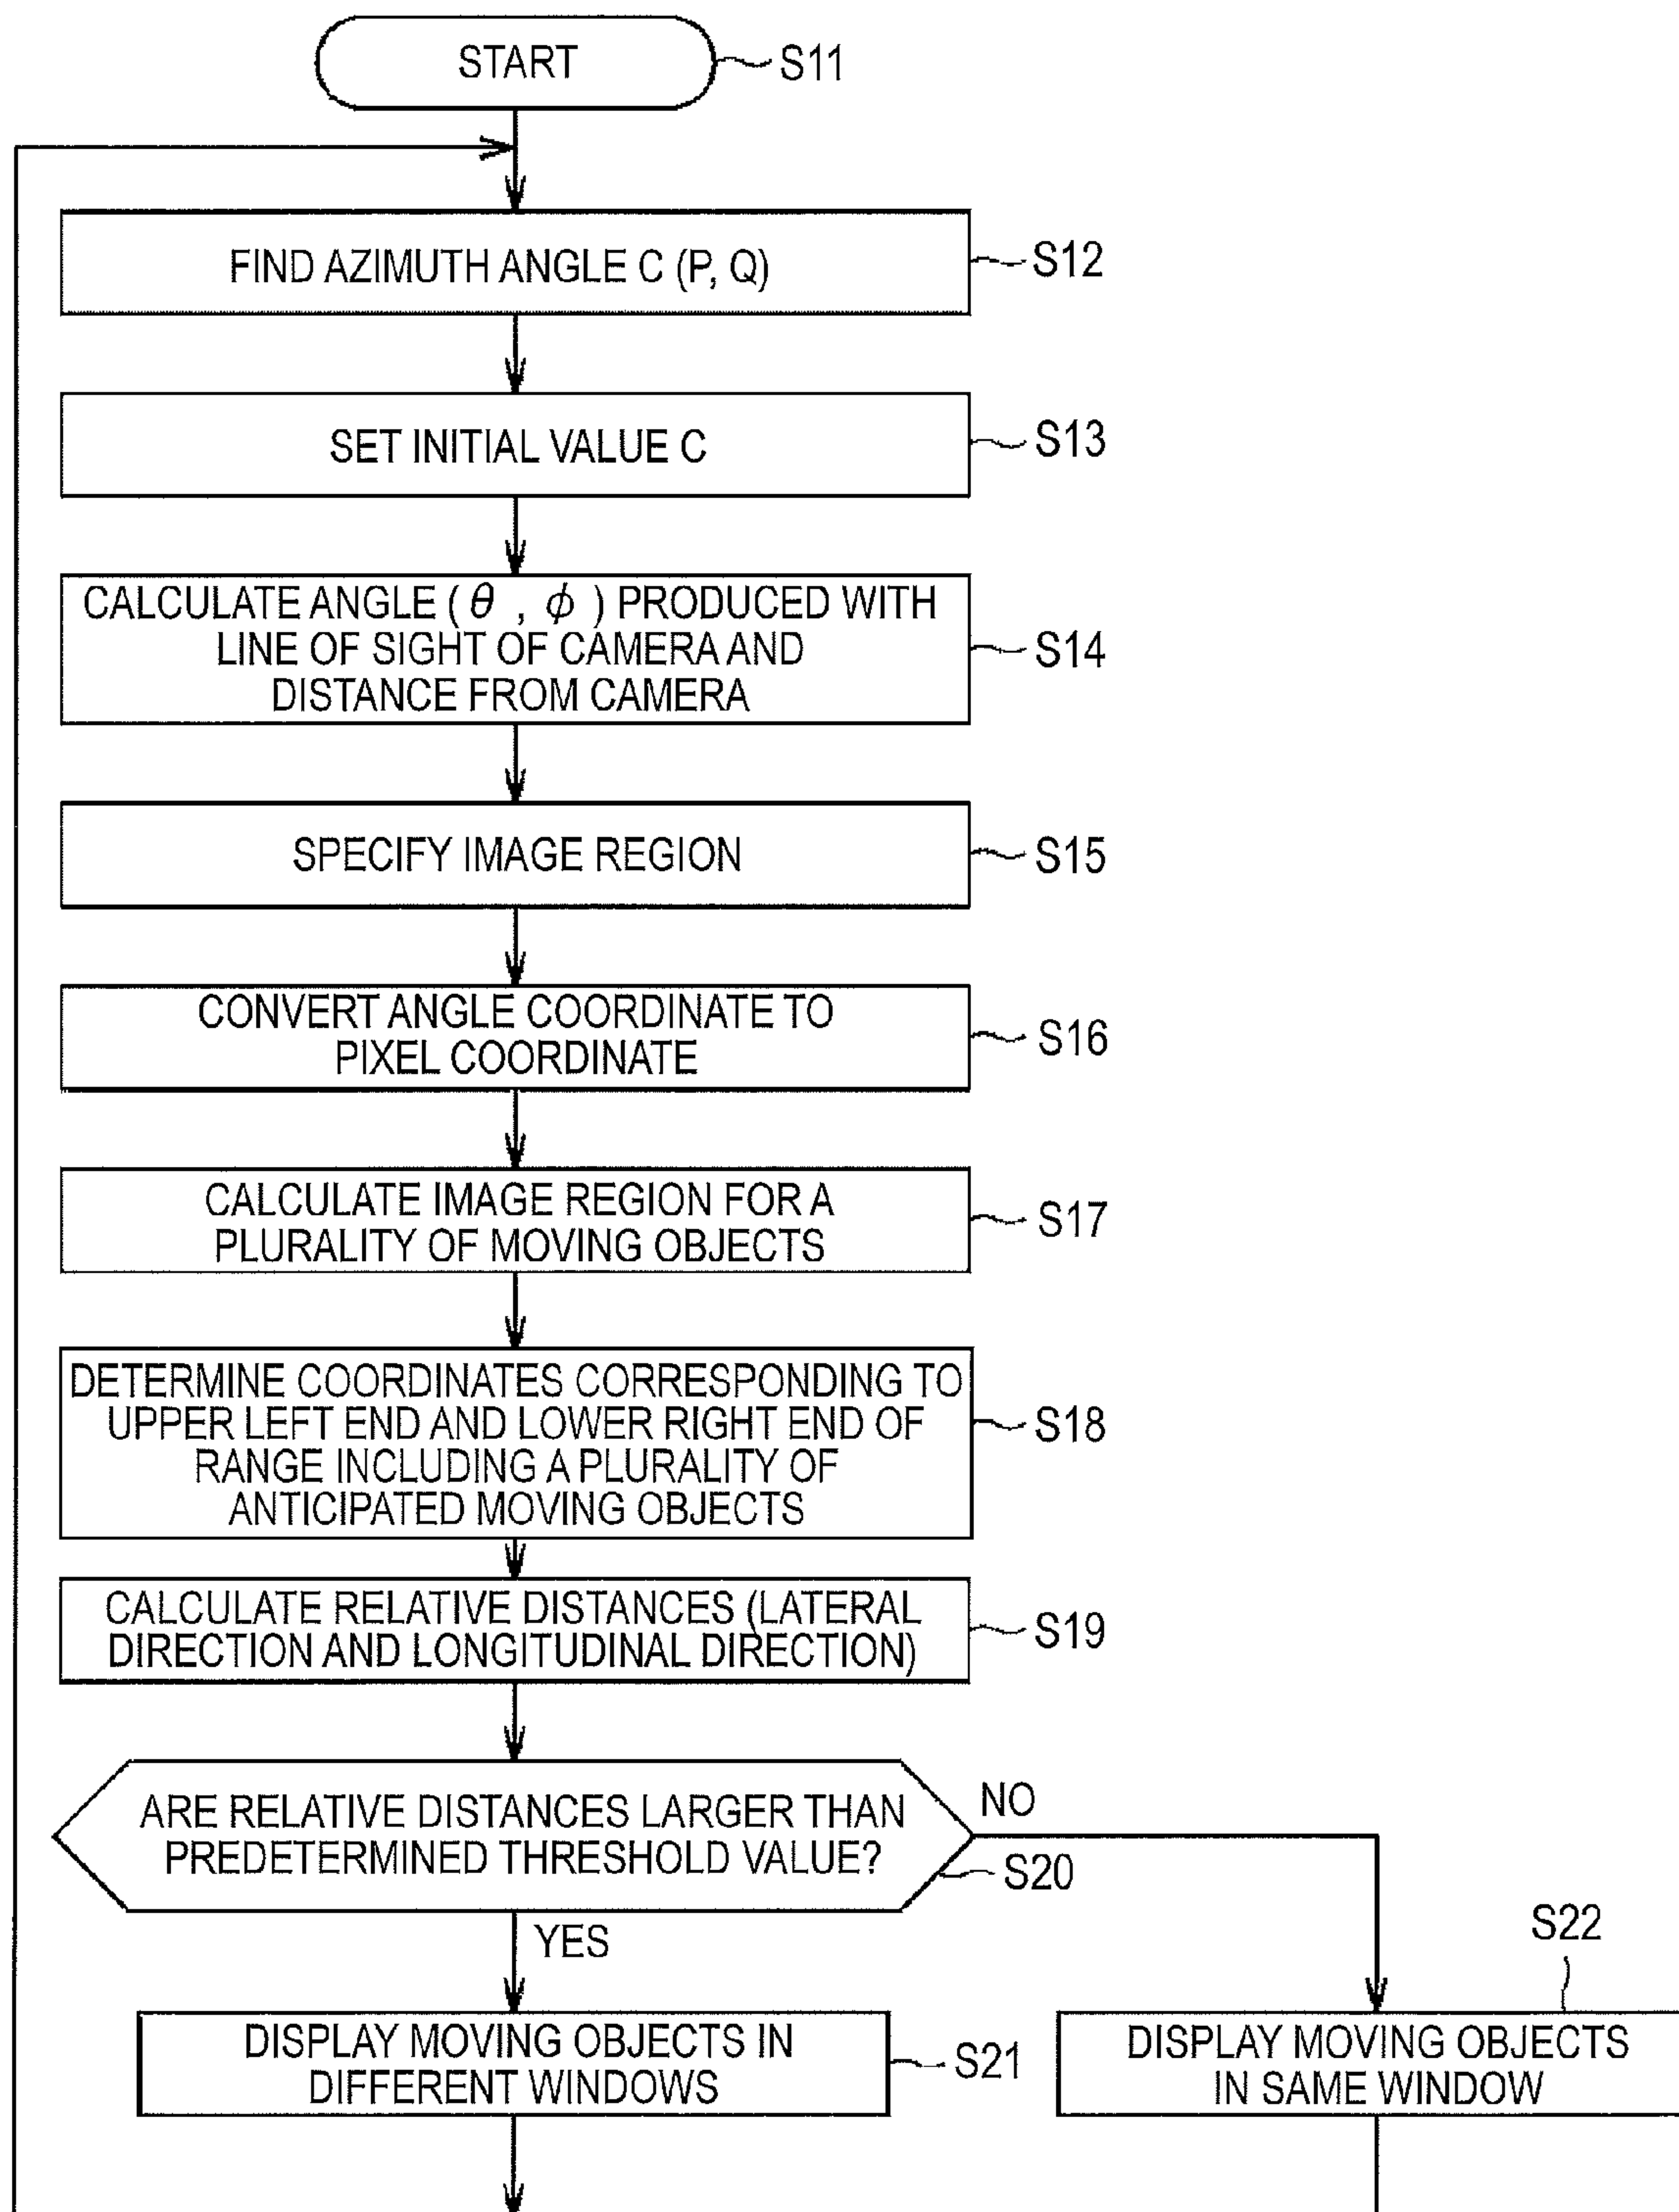 START
S11
FIND AZIMUTH ANGLE C (P, Q)
S12
SET INITIAL VALUE C
S13
CALCULATE ANGLE ( θ , ϕ ) PRODUCED WITH
LINE OF SIGHT OF CAMERA AND
DISTANCE FROM CAMERA
S14
SPECIFY IMAGE REGION
S15
CONVERT ANGLE COORDINATE TO
PIXEL COORDINATE
S16
CALCULATE IMAGE REGION FOR A
PLURALITY OF MOVING OBJECTS
S17
DETERMINE COORDINATES CORRESPONDING TO
UPPER LEFT END AND LOWER RIGHT END OF
RANGE INCLUDING A PLURALITY OF
ANTICIPATED MOVING OBJECTS
S18
CALCULATE RELATIVE DISTANCES (LATERAL
DIRECTION AND LONGITUDINAL DIRECTION)
S19
ARE RELATIVE DISTANCES LARGER THAN
PREDETERMINED THRESHOLD VALUE?
NO
S20
YES
S22
DISPLAY MOVING OBJECTS IN
DIFFERENT WINDOWS
S21
DISPLAY MOVING OBJECTS
IN SAME WINDOW